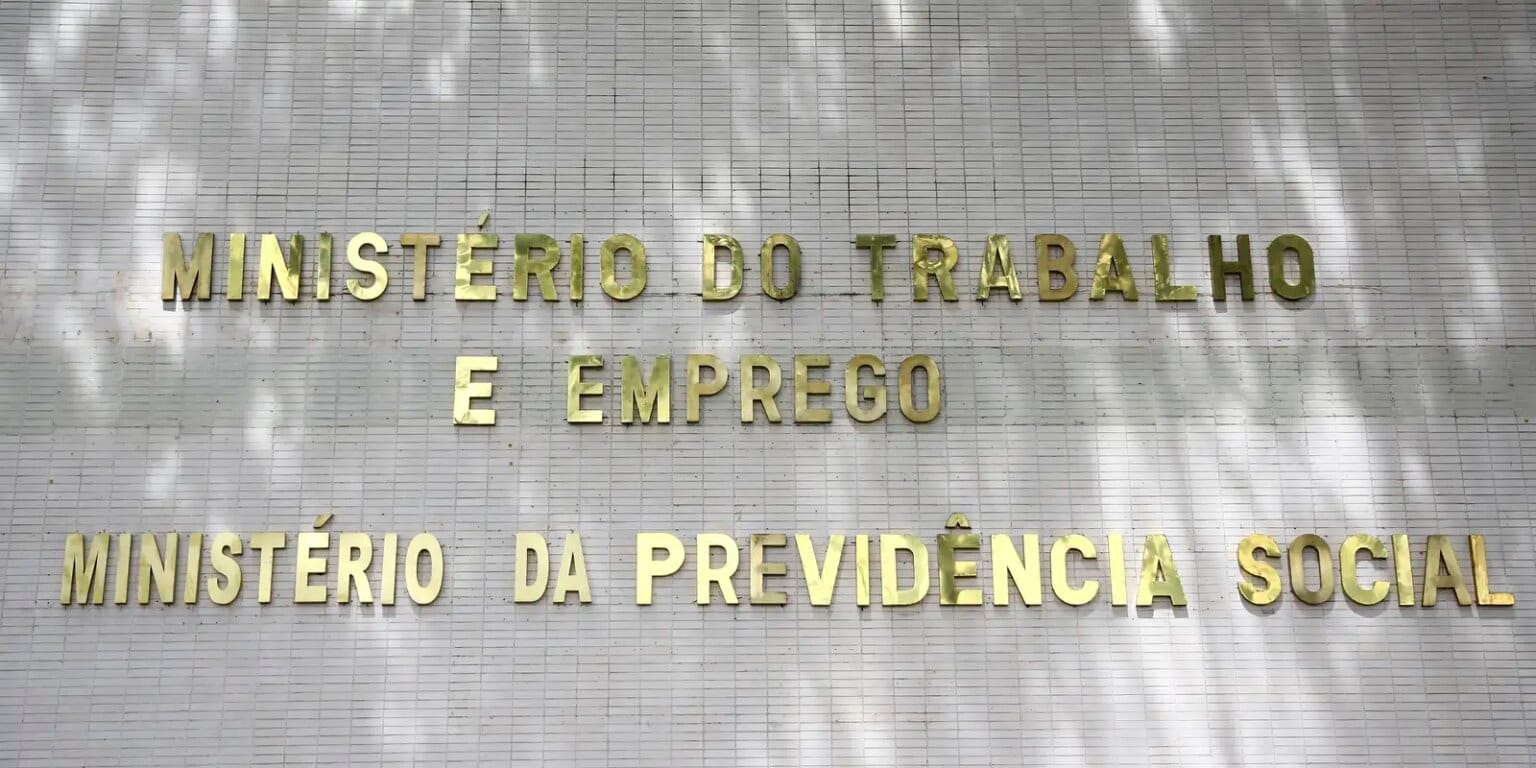 MINISTÉRIO DO TRABALHO
E EMPREGO
MINISTÉRIO DA PREVIDÊNCIA SOCIAL